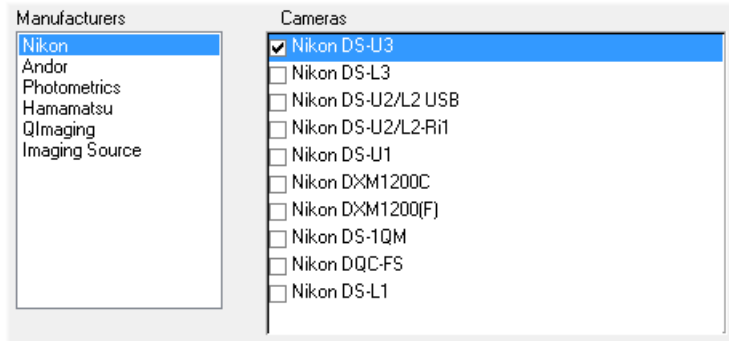 Manufacturers
Nikon
Andor
Photometrics
Hamamatsu
QImaging
Imaging Source
Cameras
Nikon DS-U3
Nikon DS-L3
Nikon DS-U2/L2 USB
Nikon DS-U2/L2-Ri1
Nikon DS-U1
Nikon DXM1200C
Nikon DXM1200(F)
Nikon DS-1QM
Nikon DQC-FS
Nikon DS-L1